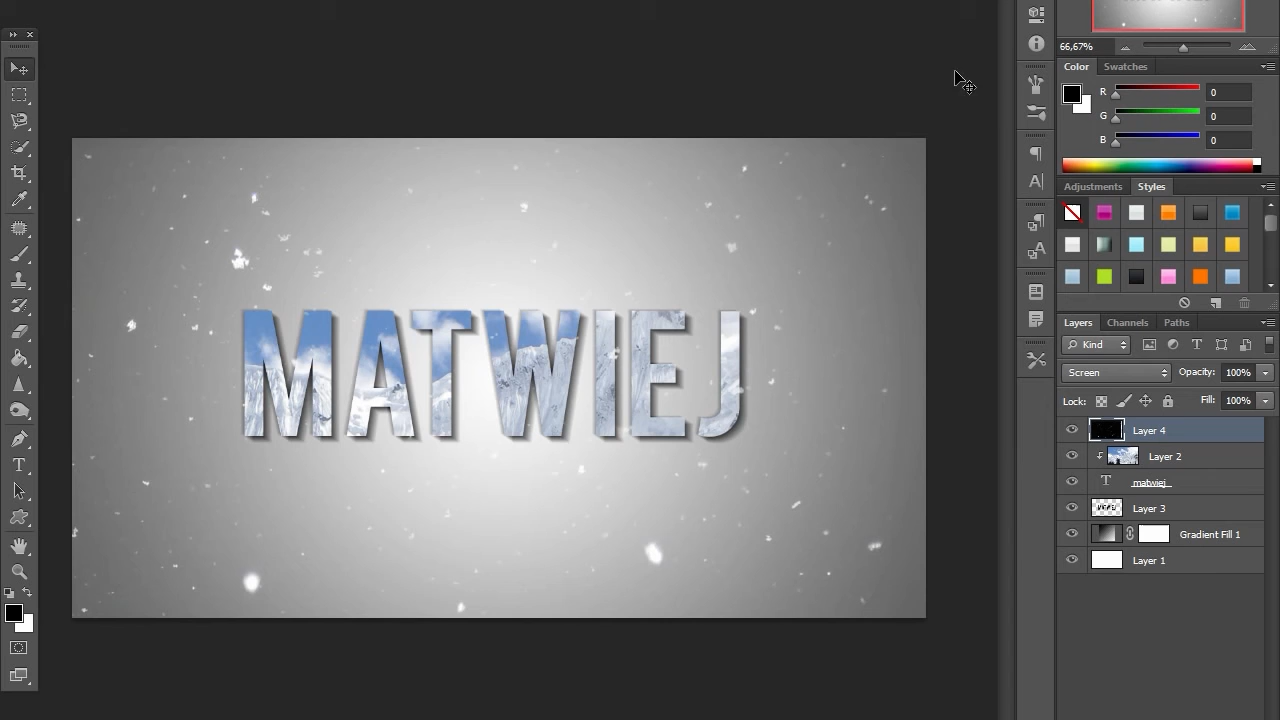 66,67%
Color Swatches
R 0
G 0
B 0
Adjustments Styles
MATWIEJ
Layers Channels Paths
Kind
Screen Opacity: 100%
Lock: Fill: 100%
Layer 4
Layer 2
T matwiej
Layer 3
Gradient Fill 1
Layer 1